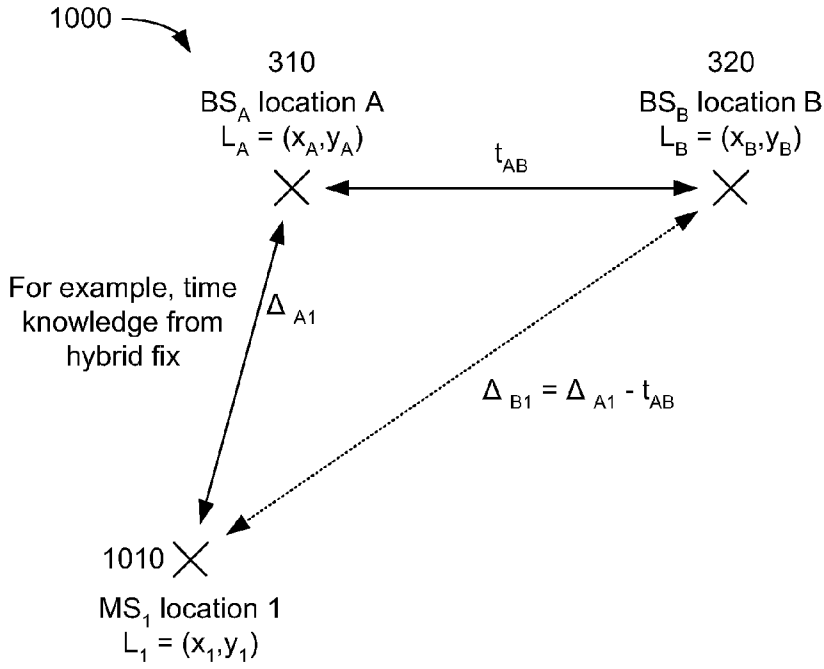 1000
310
BS_A location A
L_A = (x_A,y_A)
320
BS_B location B
L_B = (x_B,y_B)
t_AB
For example, time
knowledge from
hybrid fix
Δ_A1
Δ_B1 = Δ_A1 - t_AB
1010
MS_1 location 1
L_1 = (x_1,y_1)